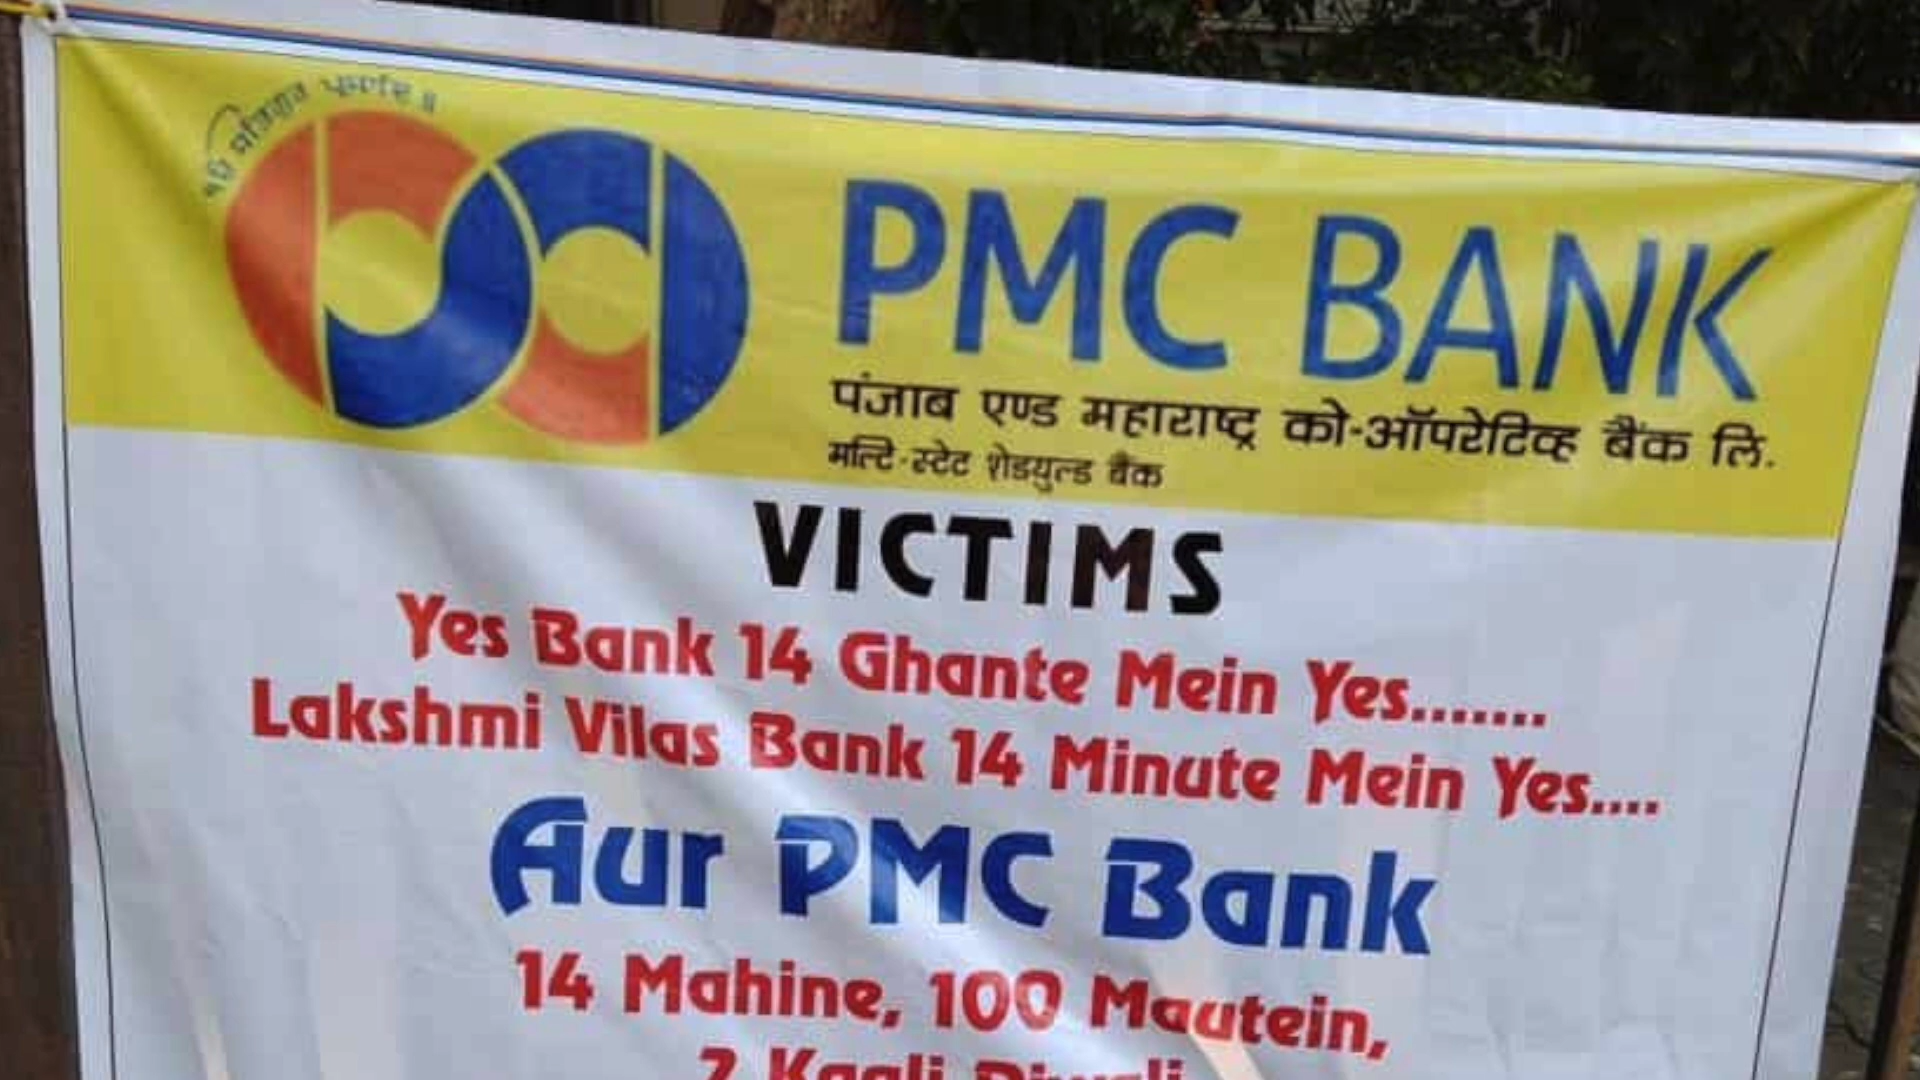 PMC BANK
पंजाब एण्ड महाराष्ट्र को-ऑपरेटिव्ह बैंक लि.
मल्टि-स्टेट शेडयुल्ड बैंक
VICTIMS
Yes Bank 14 Ghante Mein Yes.......
Lakshmi Vilas Bank 14 Minute Mein Yes....
Aur PMC Bank
14 Mahine, 100 Mautein,
2 Kaali Diwali